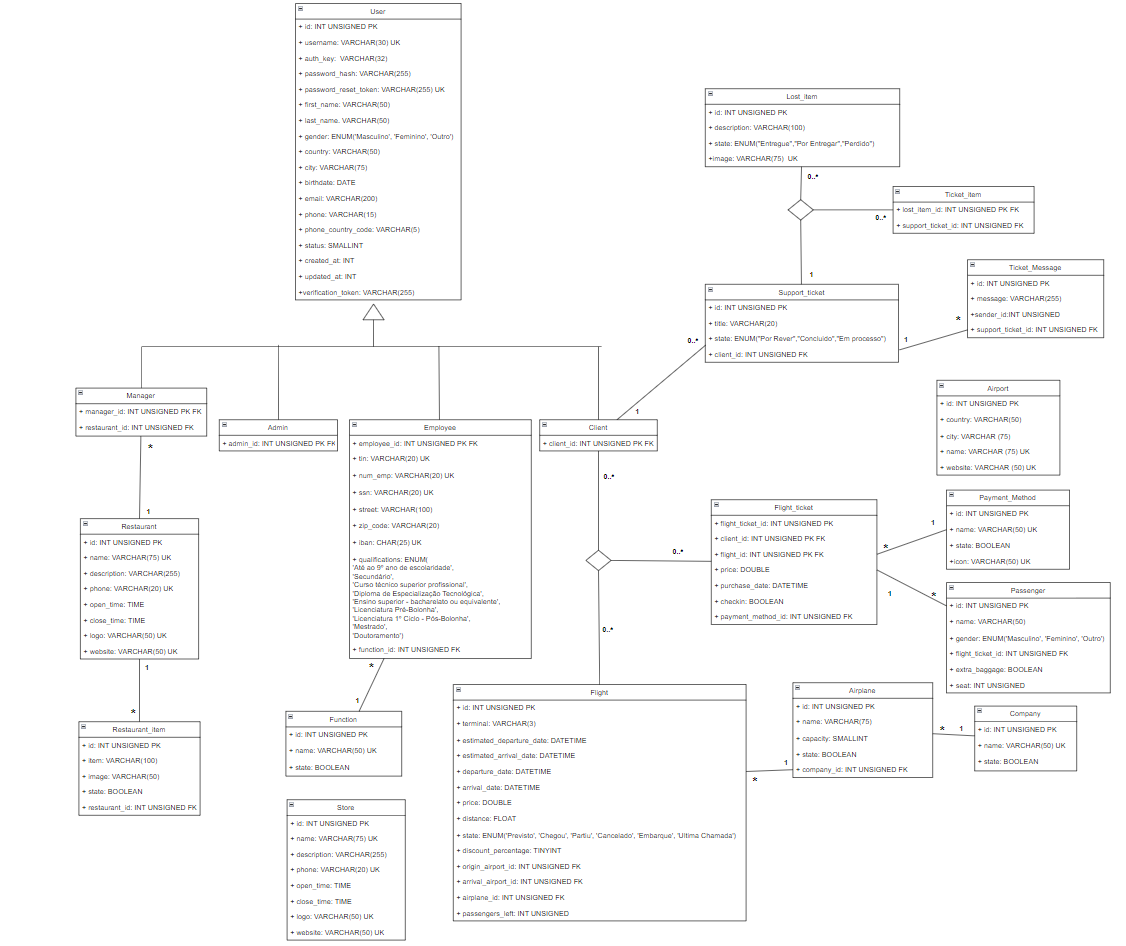 User
+ id: INT UNSIGNED PK
+ username: VARCHAR(30) UK
+ auth_key: VARCHAR(32)
+ password_hash: VARCHAR(255)
+ password_reset_token: VARCHAR(255) UK
+ first_name: VARCHAR(50)
+ last_name. VARCHAR(50)
+ gender: ENUM('Masculino', 'Feminino', 'Outro')
+ country: VARCHAR(50)
+ city: VARCHAR(75)
+ birthdate: DATE
+ email: VARCHAR(200)
+ phone: VARCHAR(15)
+ phone_country_code: VARCHAR(5)
+ status: SMALLINT
+ created_at: INT
+ updated_at: INT
+verification_token: VARCHAR(255)
Lost_item
+ id: INT UNSIGNED PK
+ description: VARCHAR(100)
+ state: ENUM("Entregue","Por Entregar","Perdido")
+image: VARCHAR(75) UK
0..*
0..*
1
Ticket_item
+ lost_item_id: INT UNSIGNED PK FK
+ support_ticket_id: INT UNSIGNED FK
Ticket_Message
+ id: INT UNSIGNED PK
+ message: VARCHAR(255)
+sender_id:INT UNSIGNED
+ support_ticket_id: INT UNSIGNED FK
Support_ticket
+ id: INT UNSIGNED PK
+ title: VARCHAR(20)
+ state: ENUM("Por Rever","Concluido","Em processo")
+ client_id: INT UNSIGNED FK
*
1
0..*
1
Manager
+ manager_id: INT UNSIGNED PK FK
+ restaurant_id: INT UNSIGNED FK
*
1
Admin
+ admin_id: INT UNSIGNED PK FK
Employee
+ employee_id: INT UNSIGNED PK FK
+ tin: VARCHAR(20) UK
+ num_emp: VARCHAR(20) UK
+ ssn: VARCHAR(20) UK
+ street: VARCHAR(100)
+ zip_code: VARCHAR(20)
+ iban: CHAR(25) UK
+ qualifications: ENUM(
'Até ao 9º ano de escolaridade',
'Secundário',
'Curso técnico superior profissional',
'Diploma de Especialização Tecnológica',
'Ensino superior - bacharelato ou equivalente',
'Licenciatura Pré-Bolonha',
'Licenciatura 1º Ciclo - Pós-Bolonha',
'Mestrado',
'Doutoramento')
+ function_id: INT UNSIGNED FK
*
1
Client
+ client_id: INT UNSIGNED PK FK
0..*
0..*
0..*
Airport
+ id: INT UNSIGNED PK
+ country: VARCHAR(50)
+ city: VARCHAR (75)
+ name: VARCHAR (75) UK
+ website: VARCHAR (50) UK
Restaurant
+ id: INT UNSIGNED PK
+ name: VARCHAR(75) UK
+ description: VARCHAR(255)
+ phone: VARCHAR(20) UK
+ open_time: TIME
+ close_time: TIME
+ logo: VARCHAR(50) UK
+ website: VARCHAR(50) UK
1
*
Flight_ticket
+ flight_ticket_id: INT UNSIGNED PK
+ client_id: INT UNSIGNED PK FK
+ flight_id: INT UNSIGNED PK FK
+ price: DOUBLE
+ purchase_date: DATETIME
+ checkin: BOOLEAN
+ payment_method_id: INT UNSIGNED FK
1
*
1
*
Payment_Method
+ id: INT UNSIGNED PK
+ name: VARCHAR(50) UK
+ state: BOOLEAN
+icon: VARCHAR(50) UK
Passenger
+ id: INT UNSIGNED PK
+ name: VARCHAR(50)
+ gender: ENUM('Masculino', 'Feminino', 'Outro')
+ flight_ticket_id: INT UNSIGNED FK
+ extra_baggage: BOOLEAN
+ seat: INT UNSIGNED
Restaurant_item
+ id: INT UNSIGNED PK
+ item: VARCHAR(100)
+ image: VARCHAR(50)
+ state: BOOLEAN
+ restaurant_id: INT UNSIGNED FK
Function
+ id: INT UNSIGNED PK
+ name: VARCHAR(50) UK
+ state: BOOLEAN
Flight
+ id: INT UNSIGNED PK
+ terminal: VARCHAR(3)
+ estimated_departure_date: DATETIME
+ estimated_arrival_date: DATETIME
+ departure_date: DATETIME
+ arrival_date: DATETIME
+ price: DOUBLE
+ distance: FLOAT
+ state: ENUM('Previsto', 'Chegou', 'Partiu', 'Cancelado', 'Embarque', 'Ultima Chamada')
+ discount_percentage: TINYINT
+ origin_airport_id: INT UNSIGNED FK
+ arrival_airport_id: INT UNSIGNED FK
+ airplane_id: INT UNSIGNED FK
+ passengers_left: INT UNSIGNED
1
*
Airplane
+ id: INT UNSIGNED PK
+ name: VARCHAR(75)
+ capacity: SMALLINT
+ state: BOOLEAN
+ company_id: INT UNSIGNED FK
*
1
Company
+ id: INT UNSIGNED PK
+ name: VARCHAR(50) UK
+ state: BOOLEAN
Store
+ id: INT UNSIGNED PK
+ name: VARCHAR(75) UK
+ description: VARCHAR(255)
+ phone: VARCHAR(20) UK
+ open_time: TIME
+ close_time: TIME
+ logo: VARCHAR(50) UK
+ website: VARCHAR(50) UK